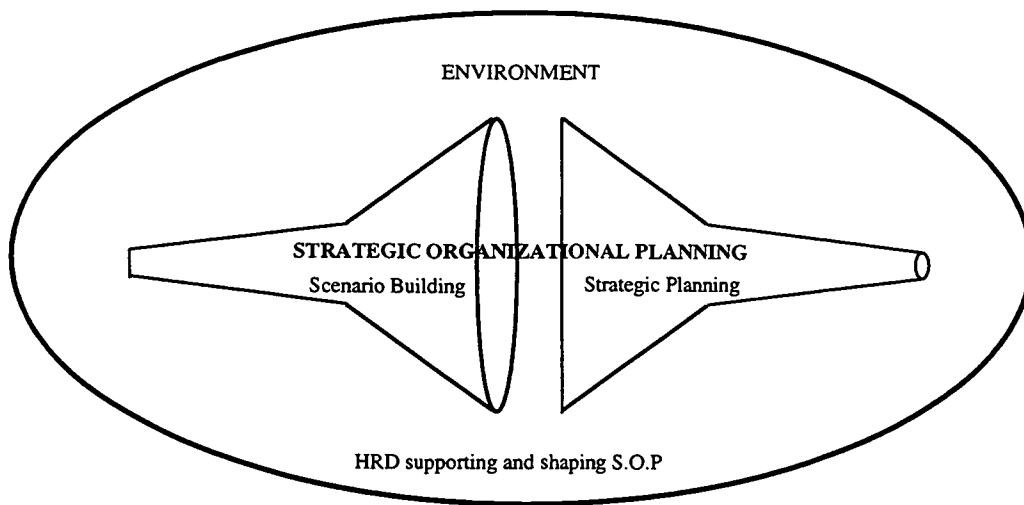 ENVIRONMENT
STRATEGIC ORGANIZATIONAL PLANNING
Scenario Building
Strategic Planning
HRD supporting and shaping S.O.P